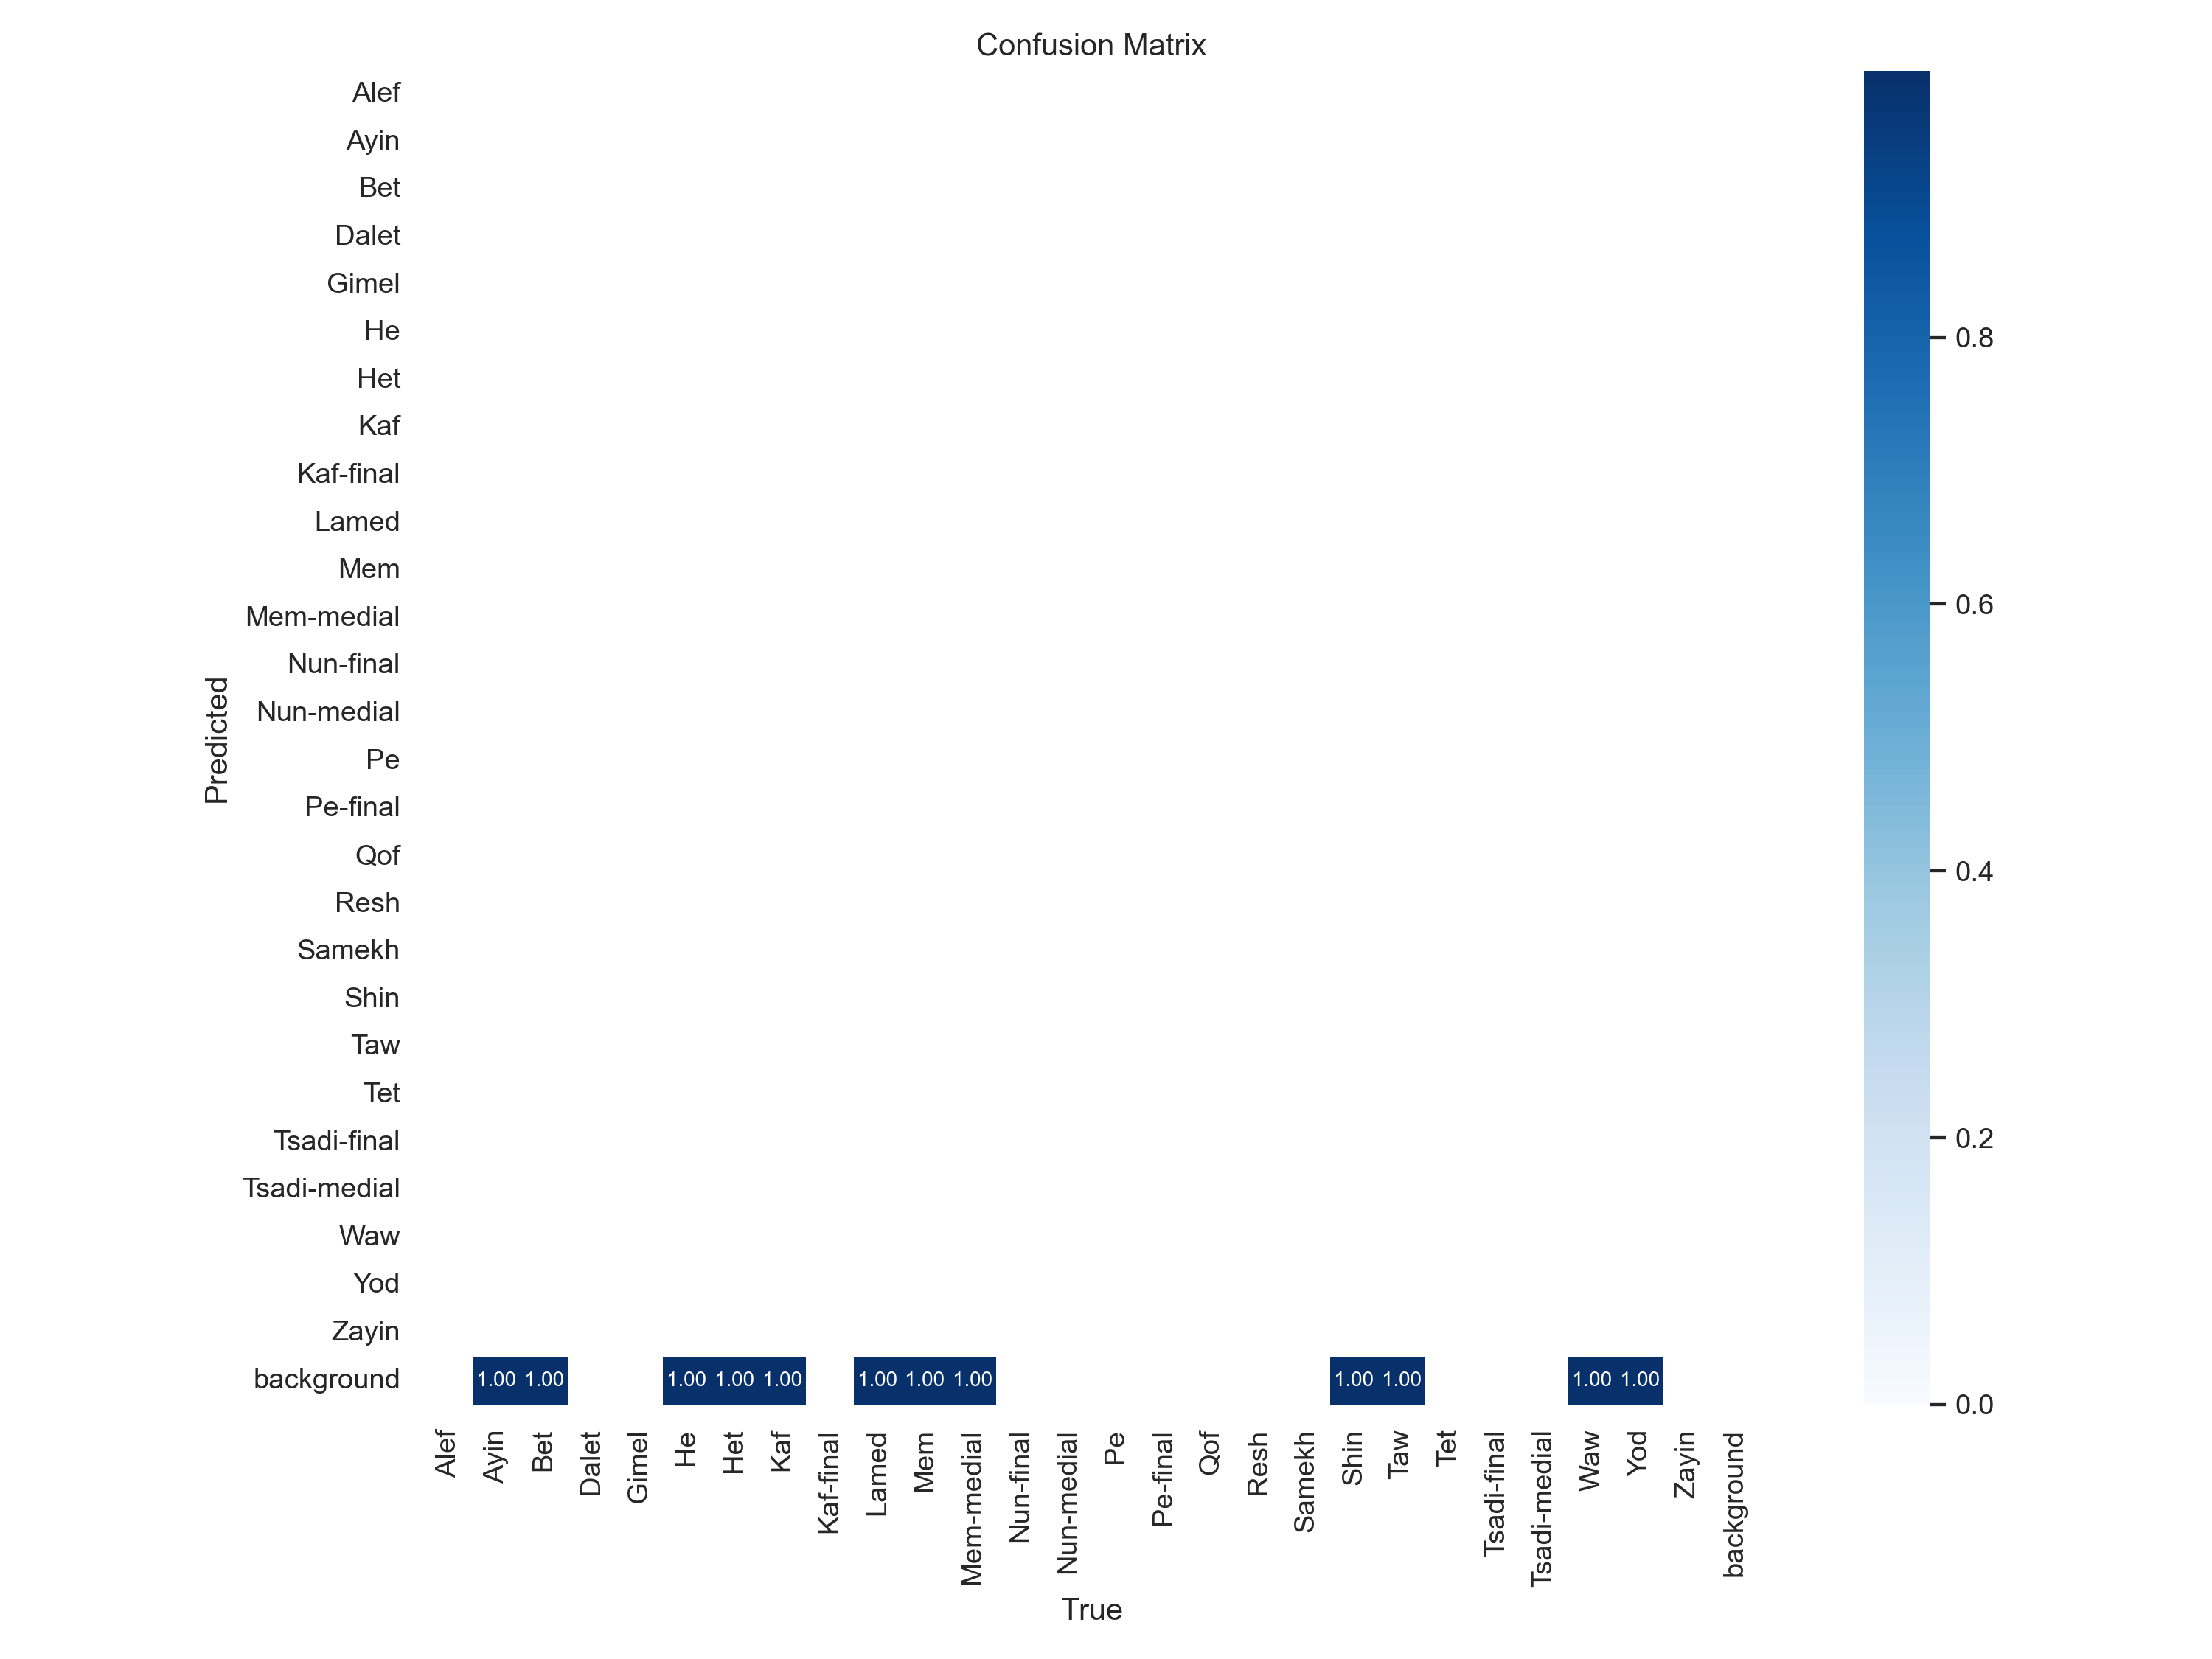 Confusion Matrix
Alef
Ayin
Bet
Dalet
Gimel
He
Het
Kaf
Kaf-final
Lamed
Mem
Mem-medial
Nun-final
Nun-medial
Pe
Pe-final
Qof
Resh
Samekh
Shin
Taw
Tet
Tsadi-final
Tsadi-medial
Waw
Yod
Zayin
background
Predicted
1.00 1.00 1.00 1.00 1.00 1.00 1.00 1.00 1.00 1.00 1.00 1.00
Alef Ayin Bet Dalet Gimel He Het Kaf Kaf-final Lamed Mem Mem-medial Nun-final Nun-medial Pe Pe-final Qof Resh Samekh Shin Taw Tet Tsadi-final Tsadi-medial Waw Yod Zayin background
True
0.8
0.6
0.4
0.2
0.0